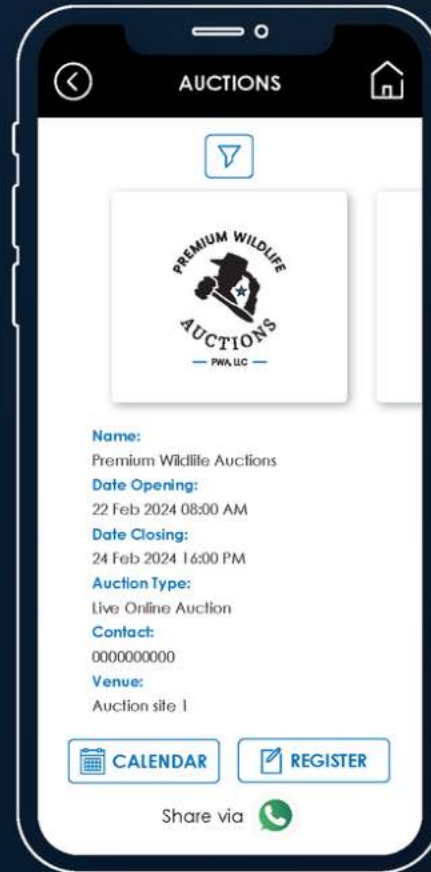 AUCTIONS
PREMIUM WILDLIFE
AUCTIONS
PWA, LLC
Name:
Premium Wildlife Auctions
Date Opening:
22 Feb 2024 08:00 AM
Date Closing:
24 Feb 2024 16:00 PM
Auction Type:
Live Online Auction
Contact:
0000000000
Venue:
Auction site 1
CALENDAR REGISTER
Share via